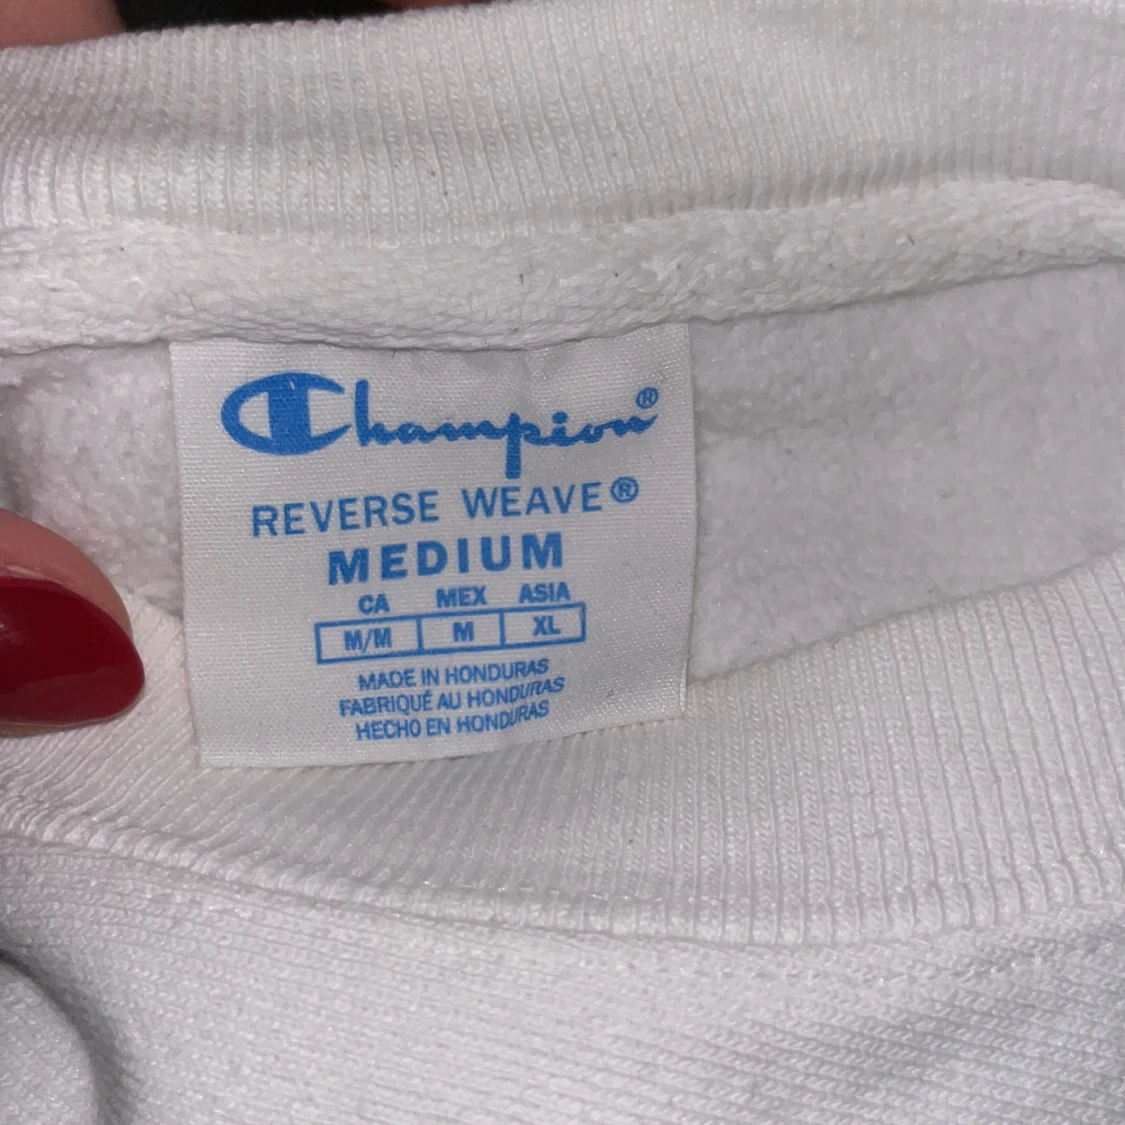 Champion®
REVERSE WEAVE®
MEDIUM
CA MEX ASIA
M/M M XL
MADE IN HONDURAS
FABRIQUÉ AU HONDURAS
HECHO EN HONDURAS